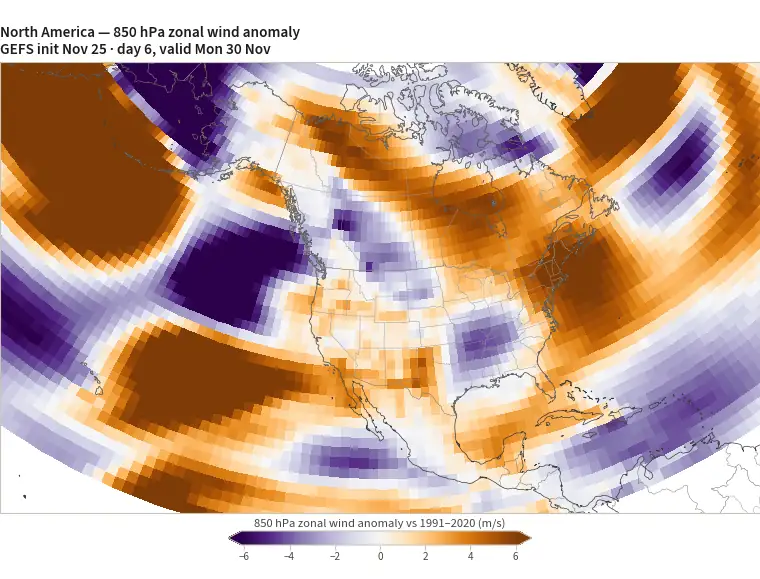 North America — 850 hPa zonal wind anomaly
GEFS init Nov 25 · day 6, valid Mon 30 Nov
850 hPa zonal wind anomaly vs 1991–2020 (m/s)
−6 −4 −2 0 2 4 6